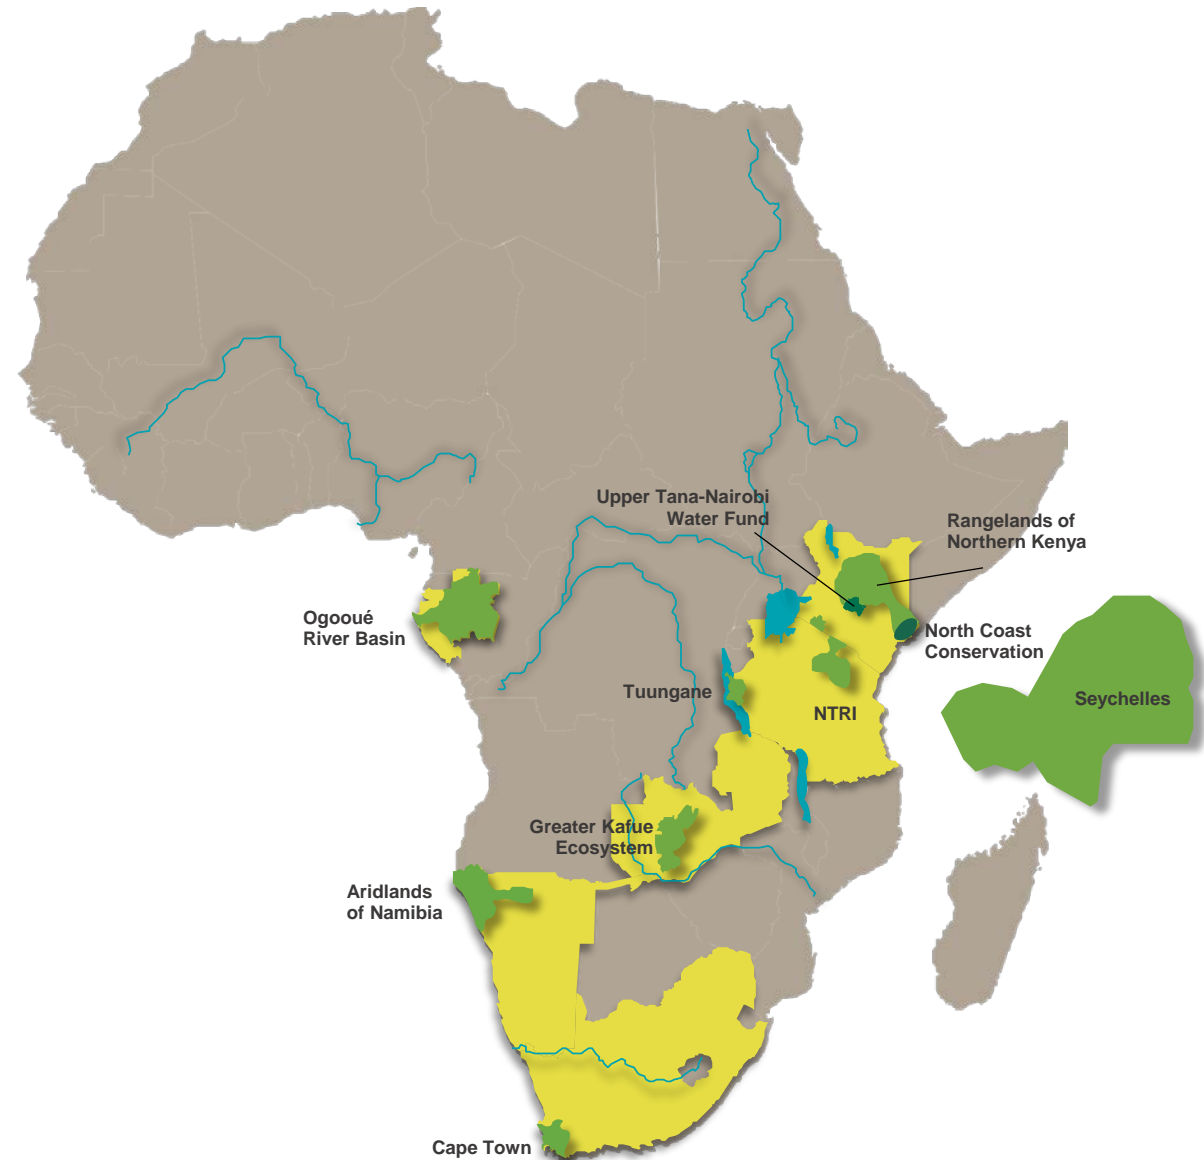 Upper Tana-Nairobi
Water Fund
Rangelands of
Northern Kenya
Ogooué
River Basin
North Coast
Conservation
Tuungane
Seychelles
NTRI
Greater Kafue
Ecosystem
Aridlands
of Namibia
Cape Town